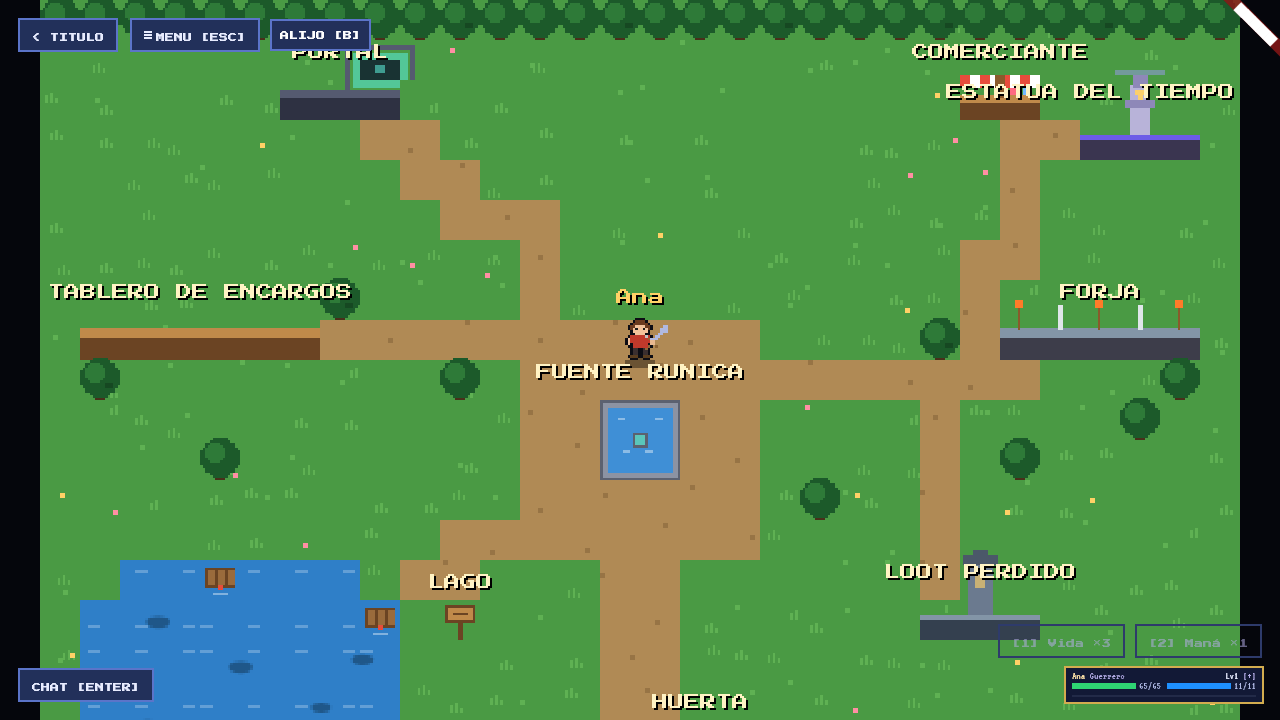 < TITULO
≡MENU [ESC]
ALIJO [B]
PORTAL
COMERCIANTE
ESTATUA DEL TIEMPO
TABLERO DE ENCARGOS
Ana
FORJA
FUENTE RUNICA
LAGO
LOOT PERDIDO
[1] Vida ×3
[2] Maná ×1
CHAT [ENTER]
Ana Guerrero
Lv1 [+]
65/65
11/11
HUERTA